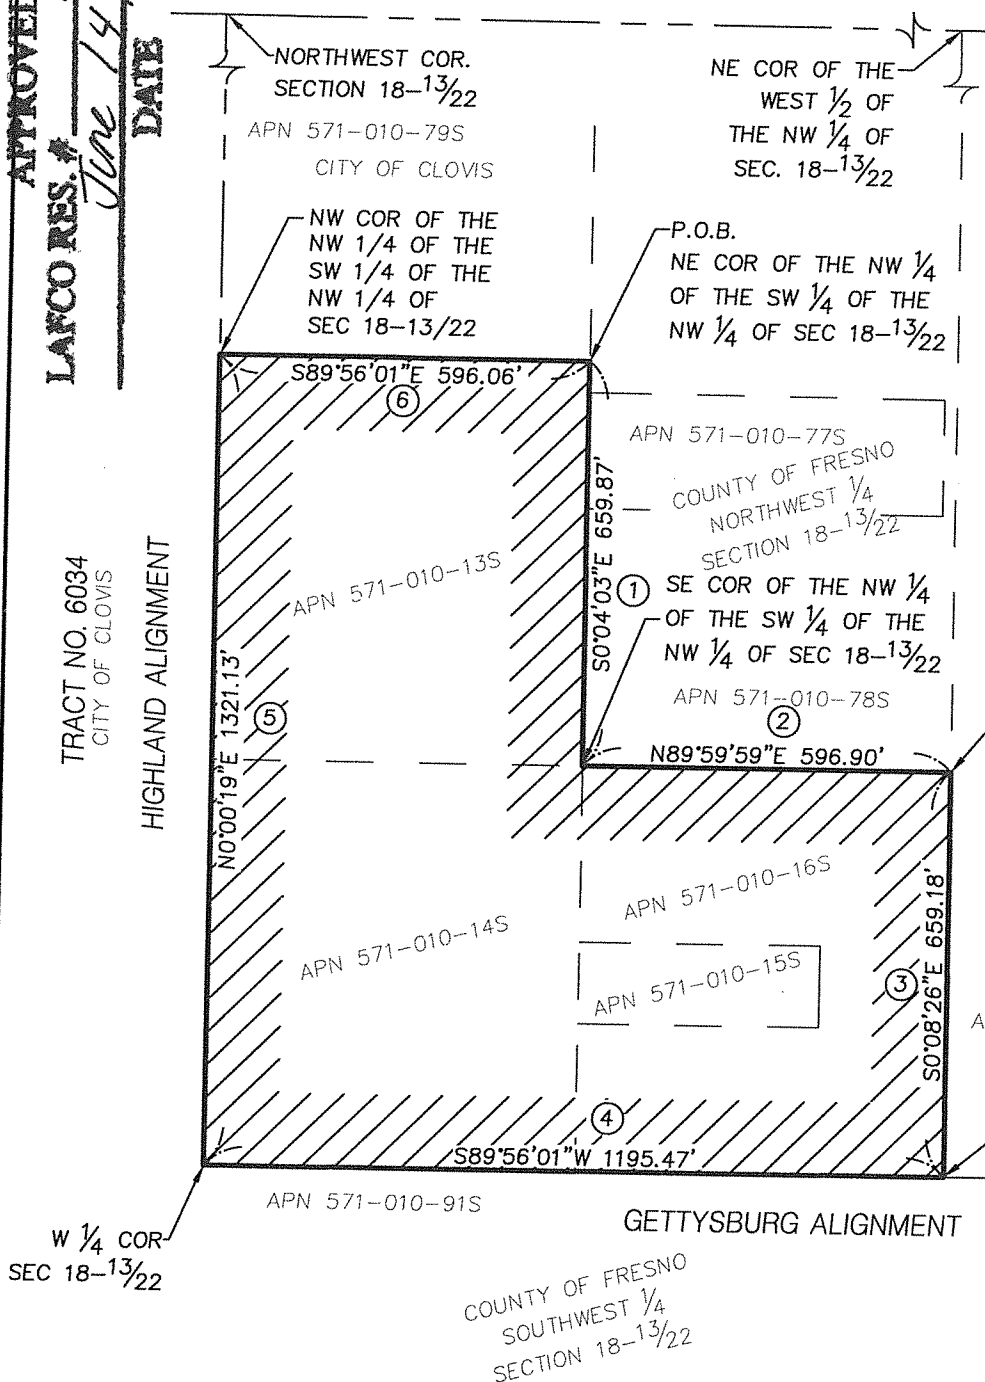 APPROVED
LAFCO RES. #
June 14,
DATE
NORTHWEST COR.
SECTION 18-13/22
APN 571-010-79S
CITY OF CLOVIS
NE COR OF THE
WEST 1/2 OF
THE NW 1/4 OF
SEC. 18-13/22
NW COR OF THE
NW 1/4 OF THE
SW 1/4 OF THE
NW 1/4 OF
SEC 18-13/22
P.O.B.
NE COR OF THE NW 1/4
OF THE SW 1/4 OF THE
NW 1/4 OF SEC 18-13/22
S89°56'01"E 596.06'
6
APN 571-010-77S
COUNTY OF FRESNO
NORTHWEST 1/4
SECTION 18-13/22
S0°04'03"E 659.87'
1
SE COR OF THE NW 1/4
OF THE SW 1/4 OF THE
NW 1/4 OF SEC 18-13/22
APN 571-010-78S
2
N89°59'59"E 596.90'
APN 571-010-13S
TRACT NO. 6034
CITY OF CLOVIS
HIGHLAND ALIGNMENT
N0°00'19"E 1321.13'
5
APN 571-010-14S
APN 571-010-16S
APN 571-010-15S
3
S0°08'26"E 659.18'
A
4
S89°56'01"W 1195.47'
APN 571-010-91S
GETTYSBURG ALIGNMENT
W 1/4 COR
SEC 18-13/22
COUNTY OF FRESNO
SOUTHWEST 1/4
SECTION 18-13/22